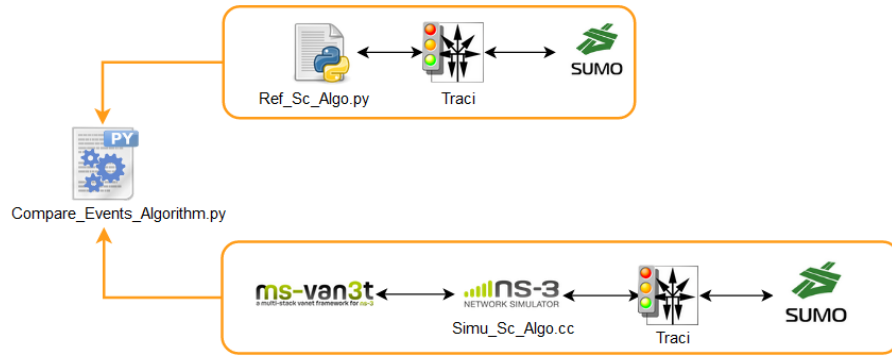 Ref_Sc_Algo.py
Traci
SUMO
PY
Compare_Events_Algorithm.py
ms-van3t
a multi-stack vanet framework for ns-3
ns-3
NETWORK SIMULATOR
Simu_Sc_Algo.cc
Traci
SUMO